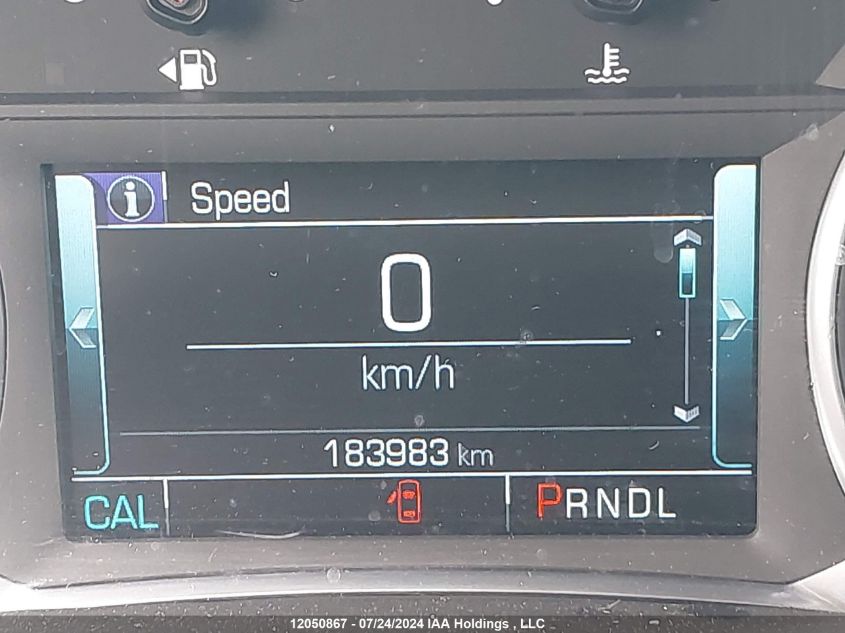 Speed
0
km/h
183983 km
CAL PRNDL
12050867 - 07/24/2024 IAA Holdings , LLC